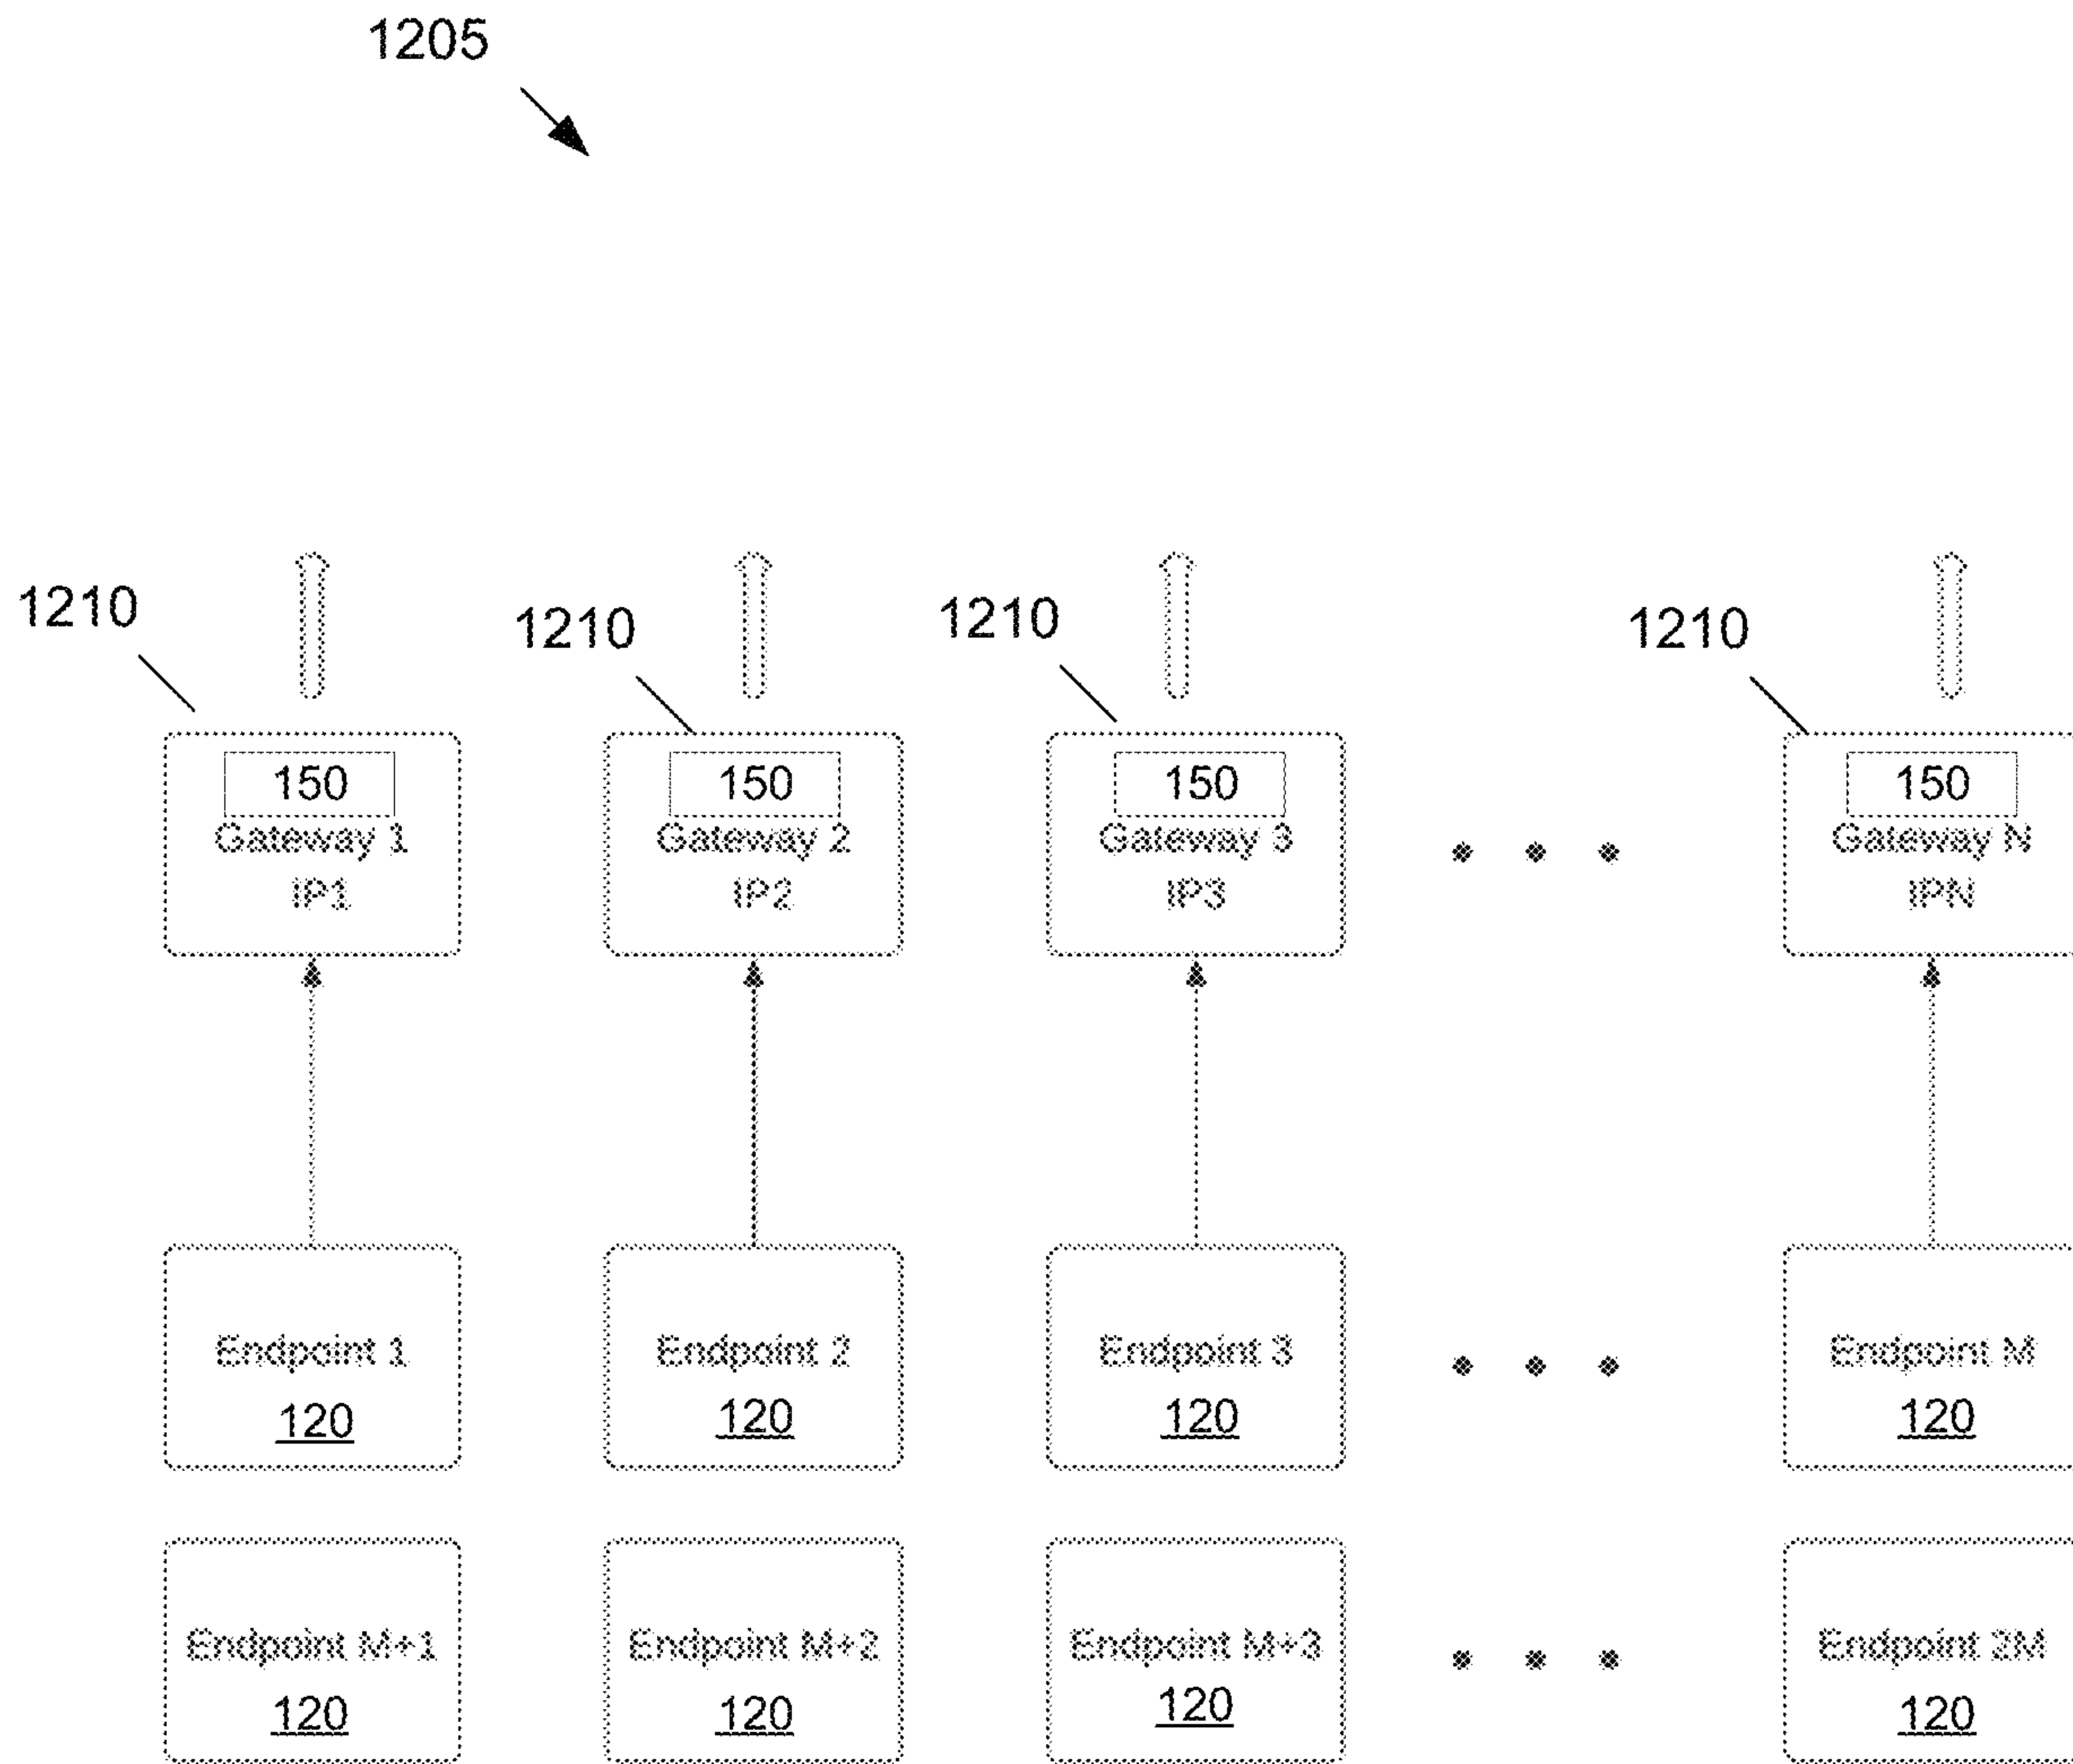 1205
1210
1210
1210
1210
150
Gateway 1
IP1
150
Gateway 2
IP2
150
Gateway 3
IP3
150
Gateway N
IPN
Endpoint 1
120
Endpoint 2
120
Endpoint 3
120
Endpoint M
120
Endpoint M+1
120
Endpoint M+2
120
Endpoint M+3
120
Endpoint 2M
120